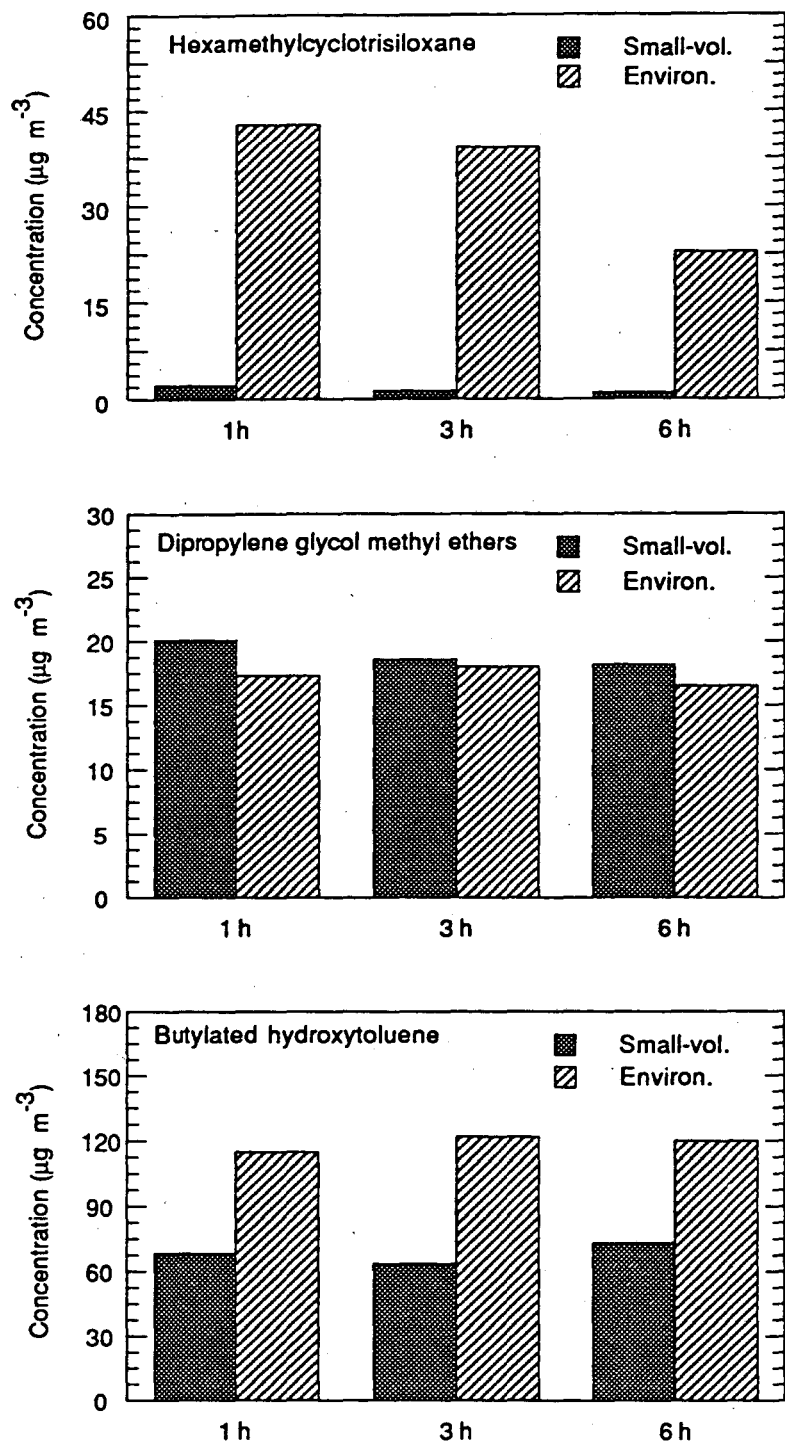 60
Hexamethylcyclotrisiloxane
Small-vol.
Environ.
45
30
15
0
Concentration (µg m-3)
1h
3 h
6 h
30
Dipropylene glycol methyl ethers
Small-vol.
Environ.
25
20
15
10
5
0
Concentration (µg m-3)
1 h
3 h
6 h
180
Butylated hydroxytoluene
Small-vol.
Environ.
150
120
90
60
30
0
Concentration (µg m-3)
1 h
3 h
6 h